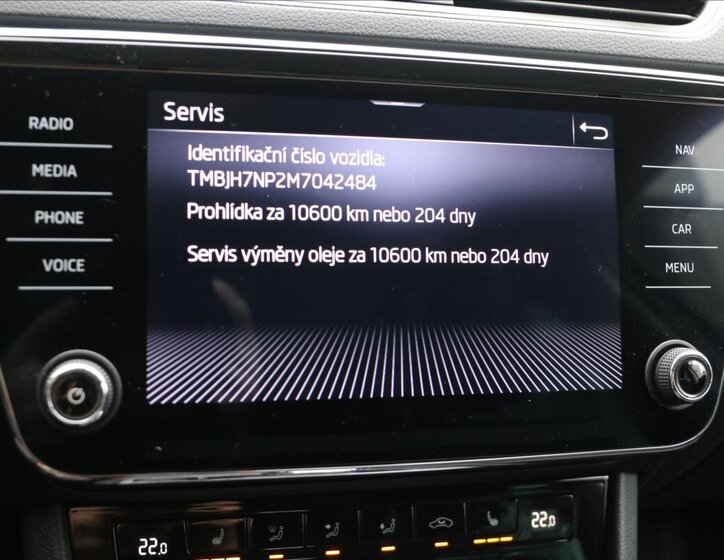 Servis
RADIO
MEDIA
PHONE
VOICE
Identifikační číslo vozidla:
TMBJH7NP2M7042484
Prohlídka za 10600 km nebo 204 dny
Servis výměny oleje za 10600 km nebo 204 dny
NAV
APP
CAR
MENU
22.0
22.0